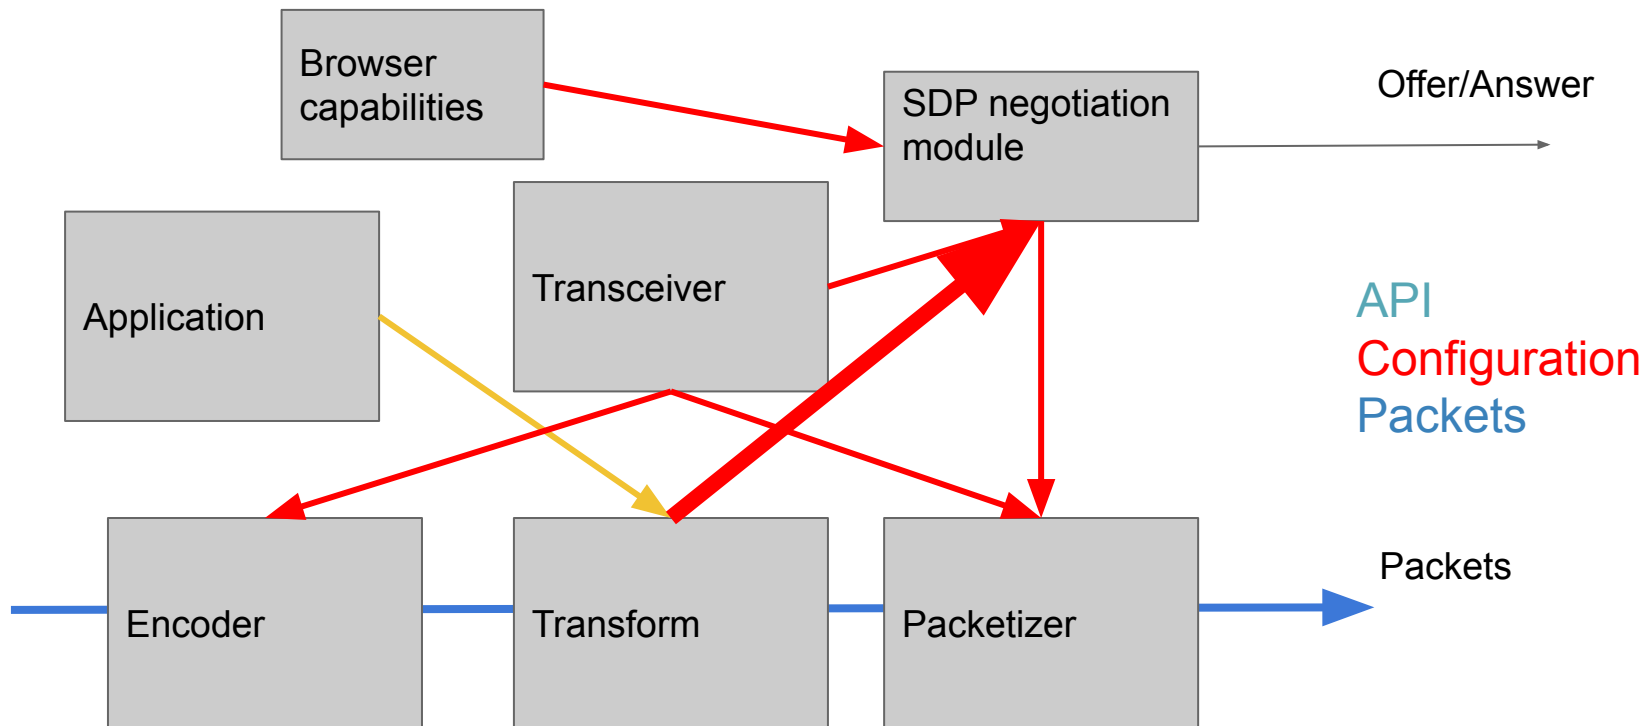 Browser
capabilities
SDP negotiation
module
Offer/Answer
Application
Transceiver
API
Configuration
Packets
Encoder
Transform
Packetizer
Packets